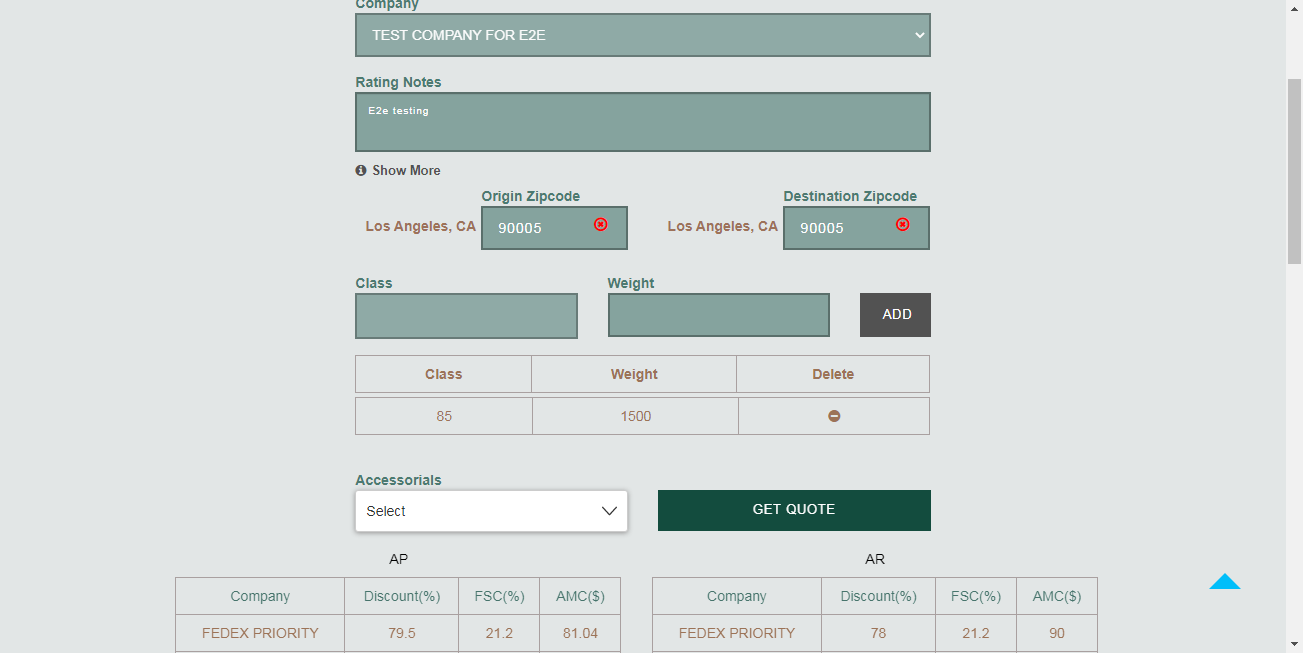 Company
TEST COMPANY FOR E2E
Rating Notes
E2e testing
Show More
Origin Zipcode
Destination Zipcode
Los Angeles, CA 90005
Los Angeles, CA 90005
Class
Weight
ADD
Class Weight Delete
85 1500
Accessorials
Select
GET QUOTE
AP
AR
Company Discount(%) FSC(%) AMC($)
FEDEX PRIORITY 79.5 21.2 81.04
Company Discount(%) FSC(%) AMC($)
FEDEX PRIORITY 78 21.2 90